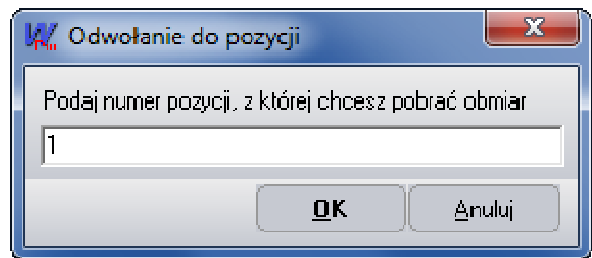 Odwołanie do pozycji
Podaj numer pozycji, z której chcesz pobrać obmiar
1
OK Anuluj